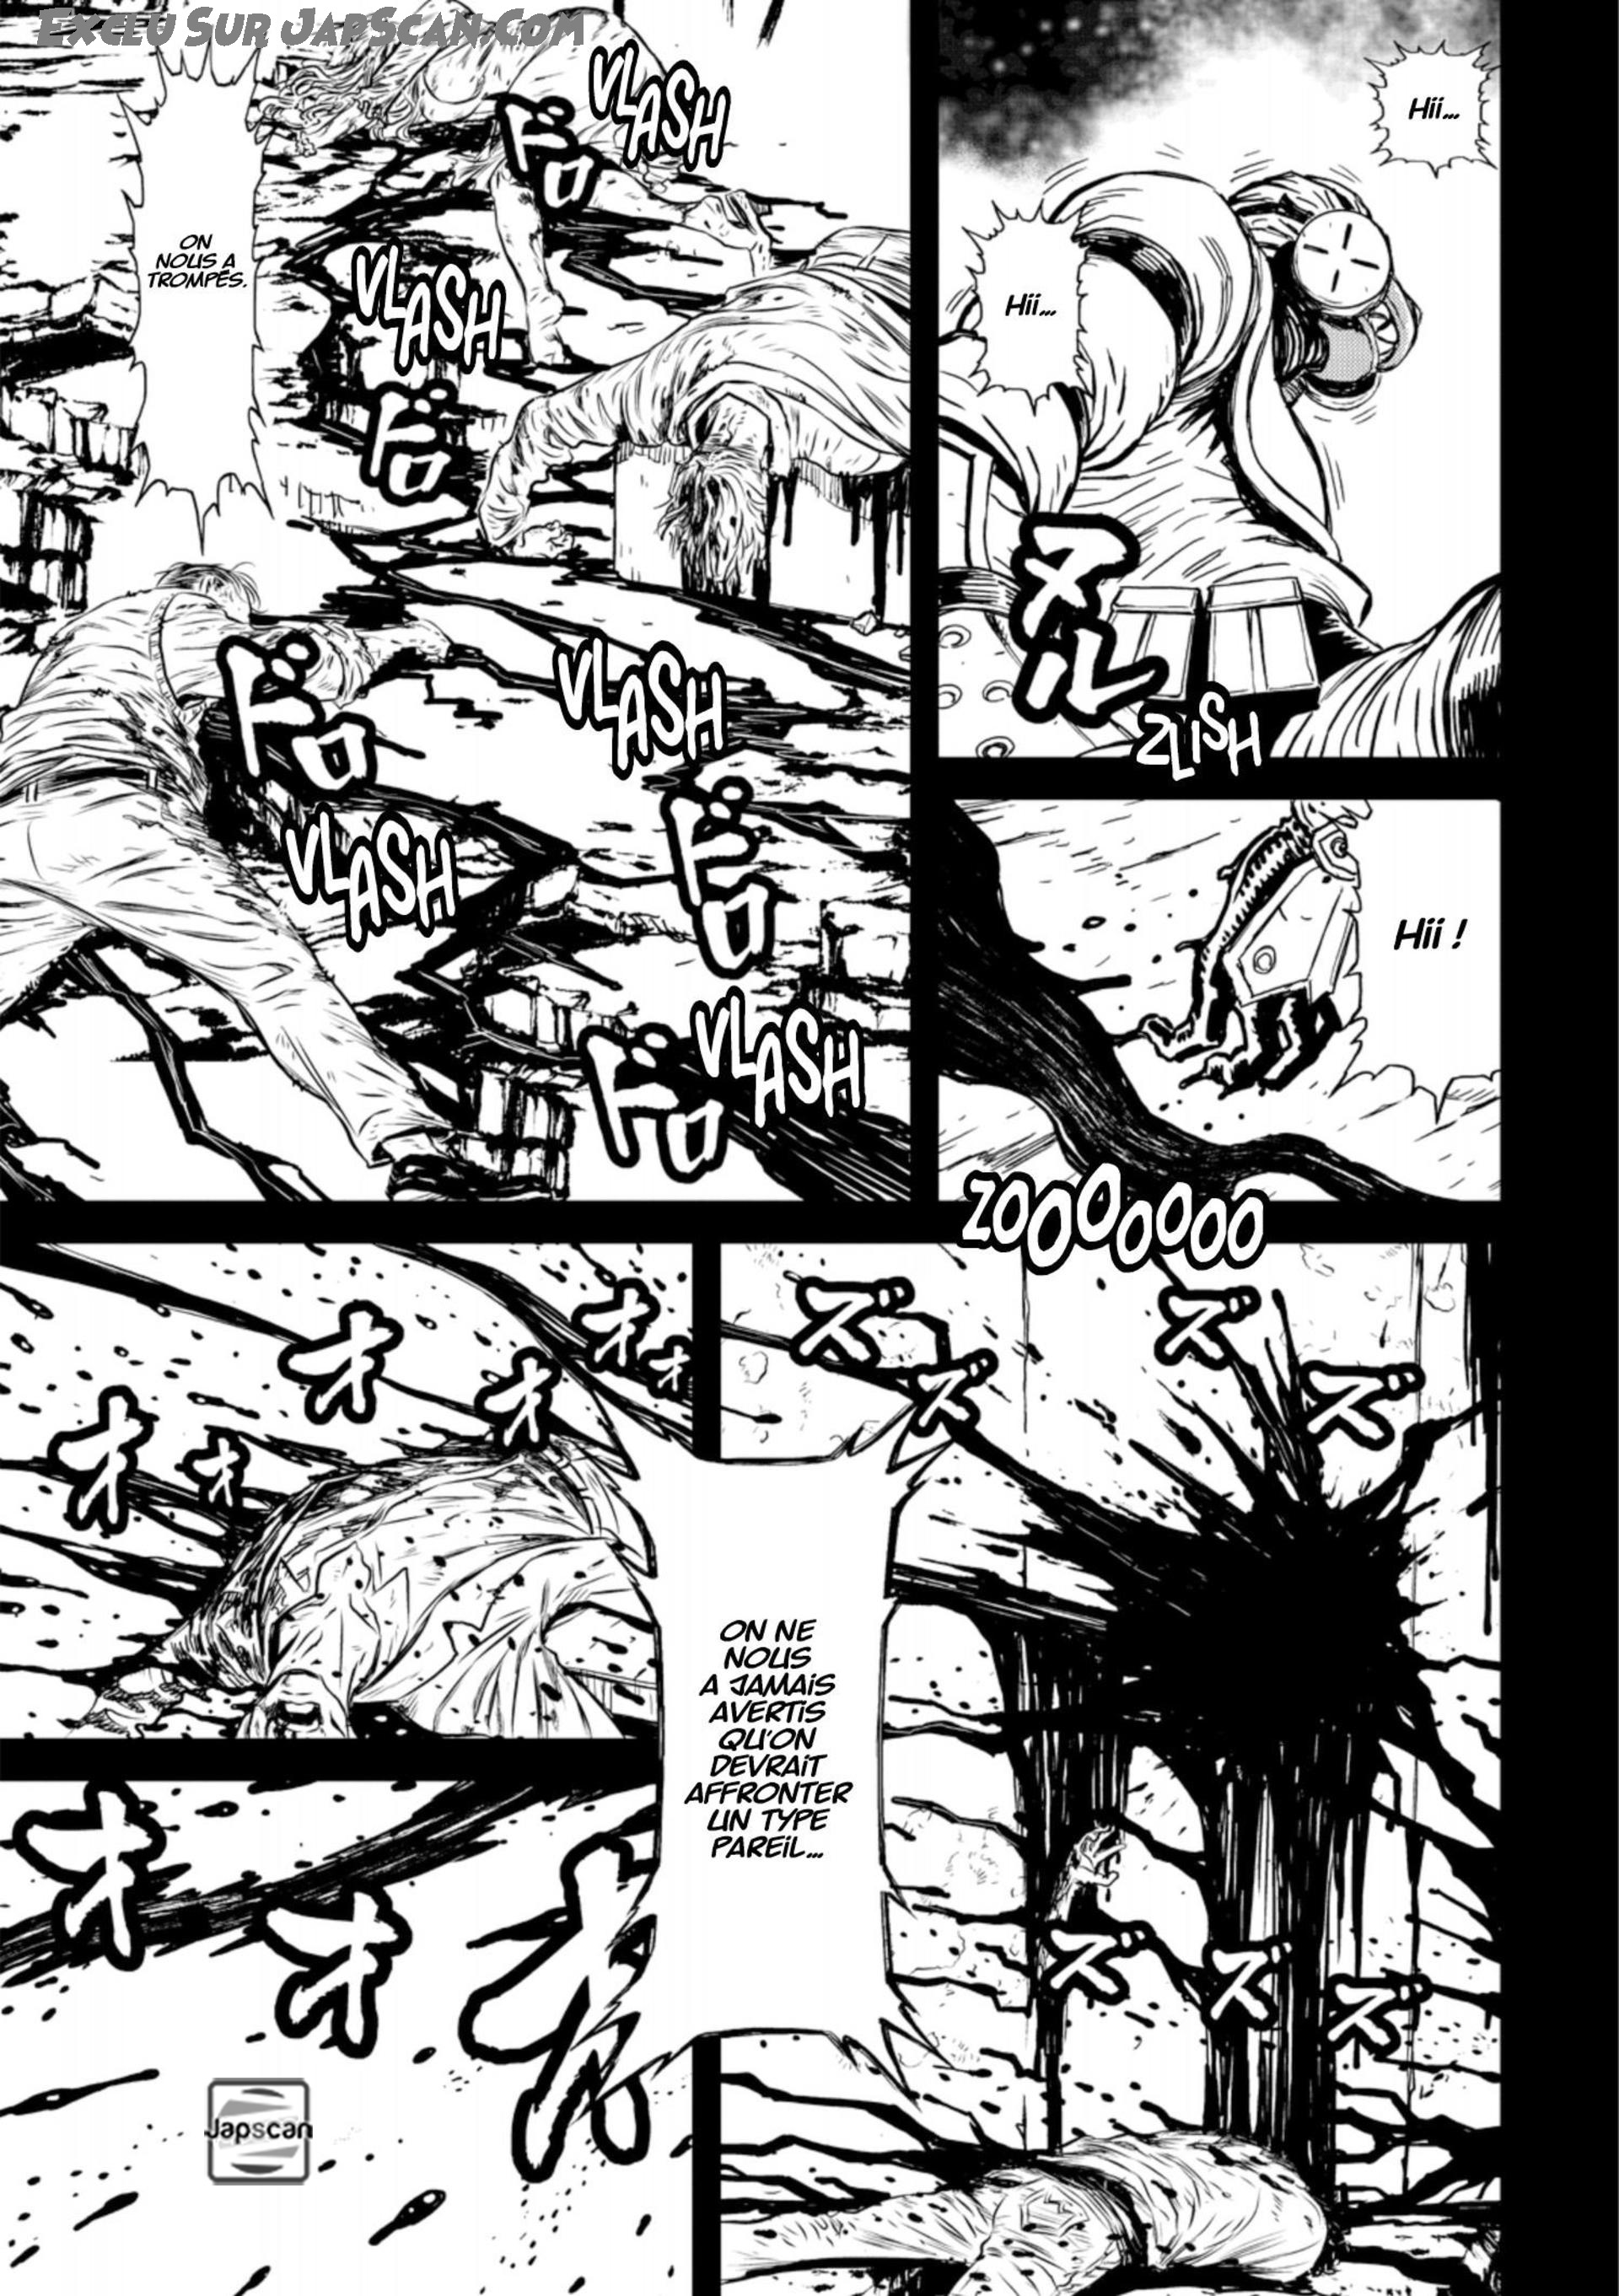 Exclu Sur JapScan.Com
Hii...
Hii...
ヌル
ZLISH
Hii !
VLASH
ドロ
VLASH
ドロ
ON
NOUS A
TROMPÉS.
VLASH
ドロ
VLASH
ドロ
VLASH
ドロ
ZOOOOOOO
ズ
ズ
ズ
ズ
ズ
ズ
ズ
ON NE
NOUS
A JAMAIS
AVERTIS
QU'ON
DEVRAIT
AFFRONTER
UN TYPE
PAREIL...
オ
オ
オ
オ
オ
オ
オ
オ
オ
Japscan